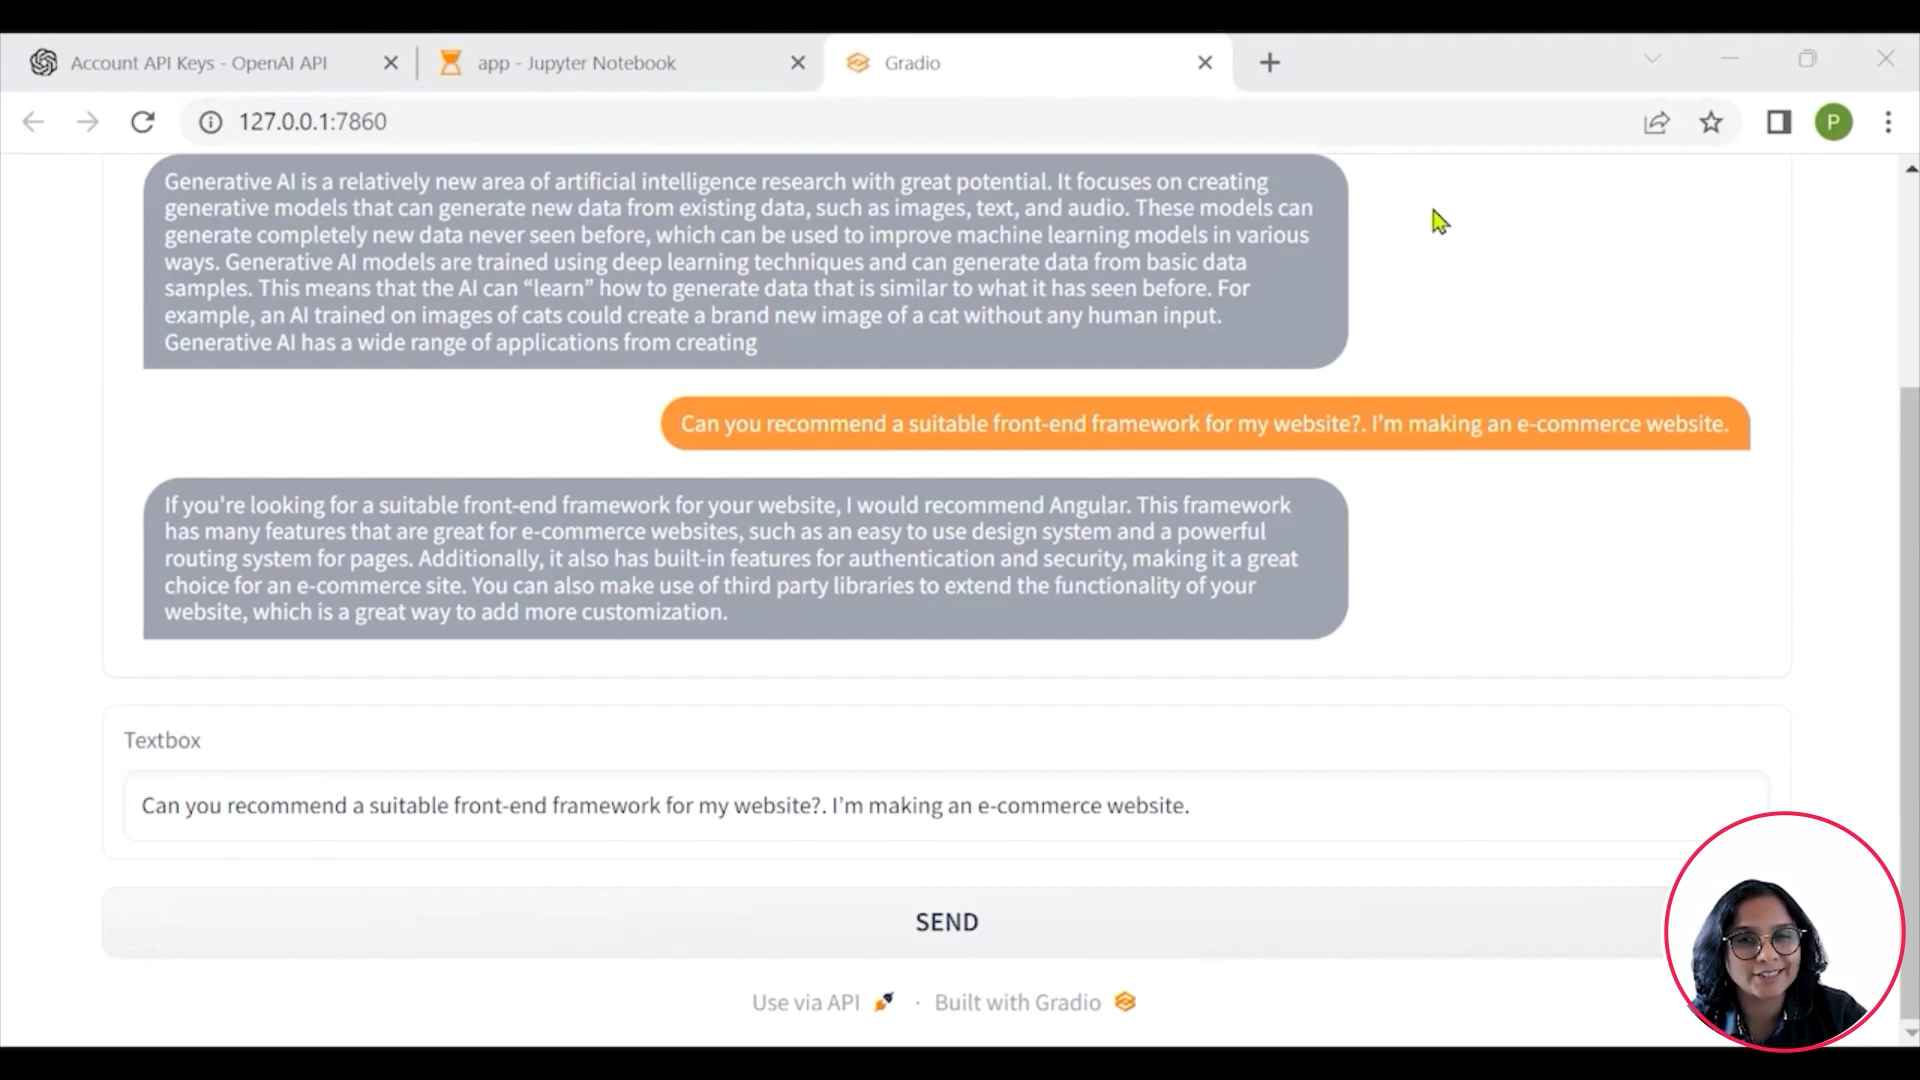 Account API Keys - OpenAI API
app - Jupyter Notebook
Gradio
127.0.0.1:7860
P
Generative AI is a relatively new area of artificial intelligence research with great potential. It focuses on creating
generative models that can generate new data from existing data, such as images, text, and audio. These models can
generate completely new data never seen before, which can be used to improve machine learning models in various
ways. Generative AI models are trained using deep learning techniques and can generate data from basic data
samples. This means that the AI can “learn” how to generate data that is similar to what it has seen before. For
example, an AI trained on images of cats could create a brand new image of a cat without any human input.
Generative AI has a wide range of applications from creating
Can you recommend a suitable front-end framework for my website?. I’m making an e-commerce website.
If you're looking for a suitable front-end framework for your website, I would recommend Angular. This framework
has many features that are great for e-commerce websites, such as an easy to use design system and a powerful
routing system for pages. Additionally, it also has built-in features for authentication and security, making it a great
choice for an e-commerce site. You can also make use of third party libraries to extend the functionality of your
website, which is a great way to add more customization.
Textbox
Can you recommend a suitable front-end framework for my website?. I’m making an e-commerce website.
SEND
Use via API · Built with Gradio